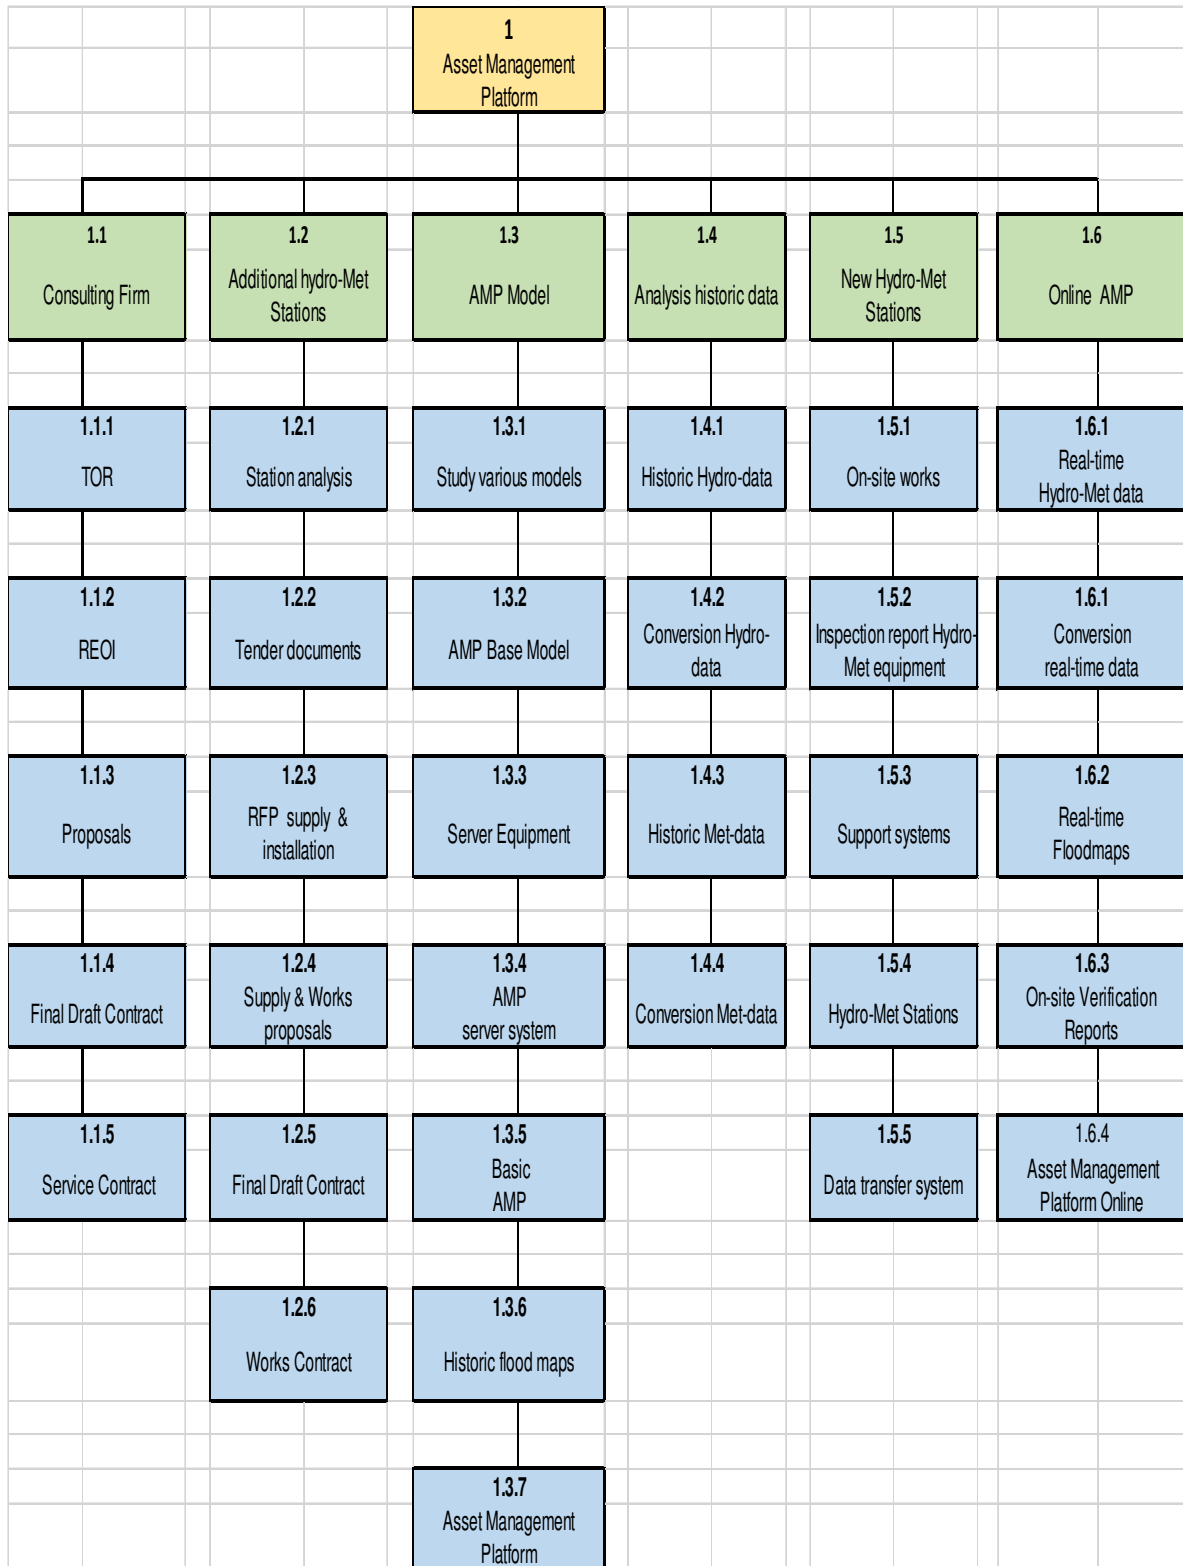 1
Asset Management
Platform
1.1
Consulting Firm
1.2
Additional hydro-Met
Stations
1.3
AMP Model
1.4
Analysis historic data
1.5
New Hydro-Met
Stations
1.6
Online AMP
1.1.1
TOR
1.2.1
Station analysis
1.3.1
Study various models
1.4.1
Historic Hydro-data
1.5.1
On-site works
1.6.1
Real-time
Hydro-Met data
1.1.2
REOI
1.2.2
Tender documents
1.3.2
AMP Base Model
1.4.2
Conversion Hydro-
data
1.5.2
Inspection report Hydro-
Met equipment
1.6.1
Conversion
real-time data
1.1.3
Proposals
1.2.3
RFP supply &
installation
1.3.3
Server Equipment
1.4.3
Historic Met-data
1.5.3
Support systems
1.6.2
Real-time
Floodmaps
1.1.4
Final Draft Contract
1.2.4
Supply & Works
proposals
1.3.4
AMP
server system
1.4.4
Conversion Met-data
1.5.4
Hydro-Met Stations
1.6.3
On-site Verification
Reports
1.1.5
Service Contract
1.2.5
Final Draft Contract
1.3.5
Basic
AMP
1.5.5
Data transfer system
1.6.4
Asset Management
Platform Online
1.2.6
Works Contract
1.3.6
Historic flood maps
1.3.7
Asset Management
Platform